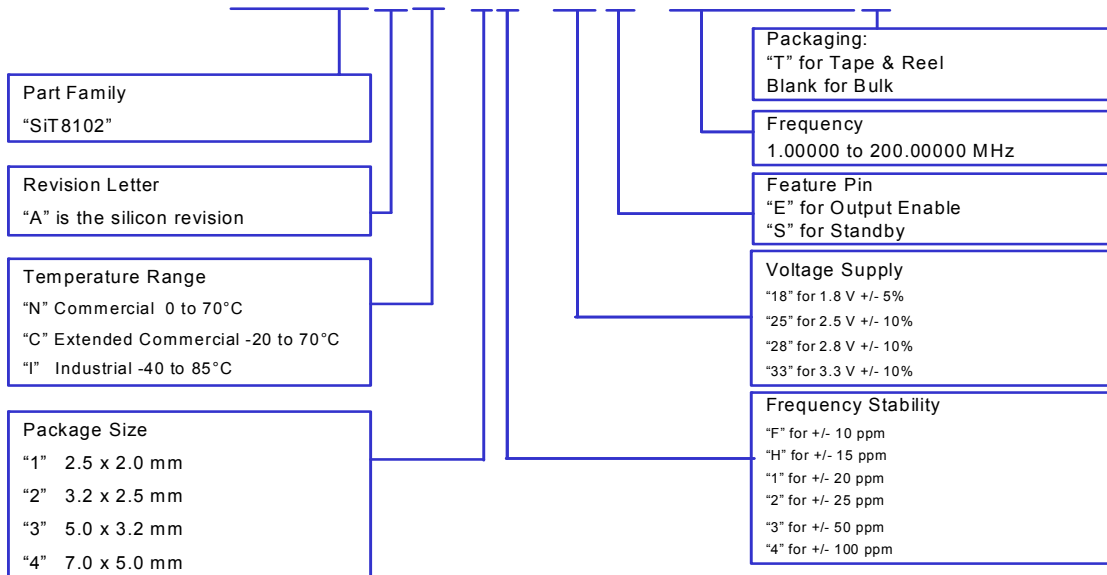 Part Family
“SiT8102”
Revision Letter
“A” is the silicon revision
Temperature Range
“N” Commercial 0 to 70°C
“C” Extended Commercial -20 to 70°C
“I” Industrial -40 to 85°C
Package Size
“1” 2.5 x 2.0 mm
“2” 3.2 x 2.5 mm
“3” 5.0 x 3.2 mm
“4” 7.0 x 5.0 mm
Packaging:
“T” for Tape & Reel
Blank for Bulk
Frequency
1.00000 to 200.00000 MHz
Feature Pin
“E” for Output Enable
“S” for Standby
Voltage Supply
“18” for 1.8 V +/- 5%
“25” for 2.5 V +/- 10%
“28” for 2.8 V +/- 10%
“33” for 3.3 V +/- 10%
Frequency Stability
“F” for +/- 10 ppm
“H” for +/- 15 ppm
“1” for +/- 20 ppm
“2” for +/- 25 ppm
“3” for +/- 50 ppm
“4” for +/- 100 ppm